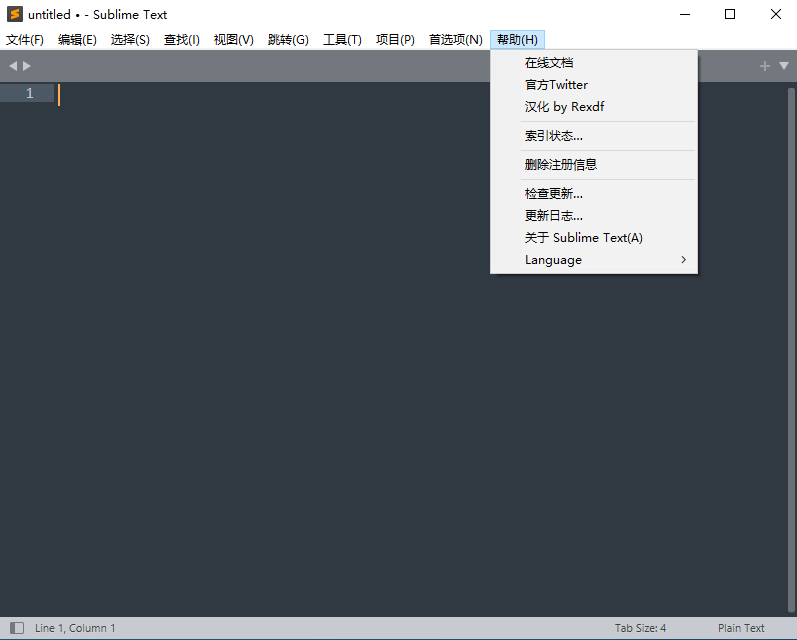 untitled • - Sublime Text
文件(F) 编辑(E) 选择(S) 查找(I) 视图(V) 跳转(G) 工具(T) 项目(P) 首选项(N) 帮助(H)
在线文档
官方Twitter
汉化 by Rexdf
索引状态...
删除注册信息
检查更新...
更新日志...
关于 Sublime Text(A)
Language
1
Line 1, Column 1 Tab Size: 4 Plain Text